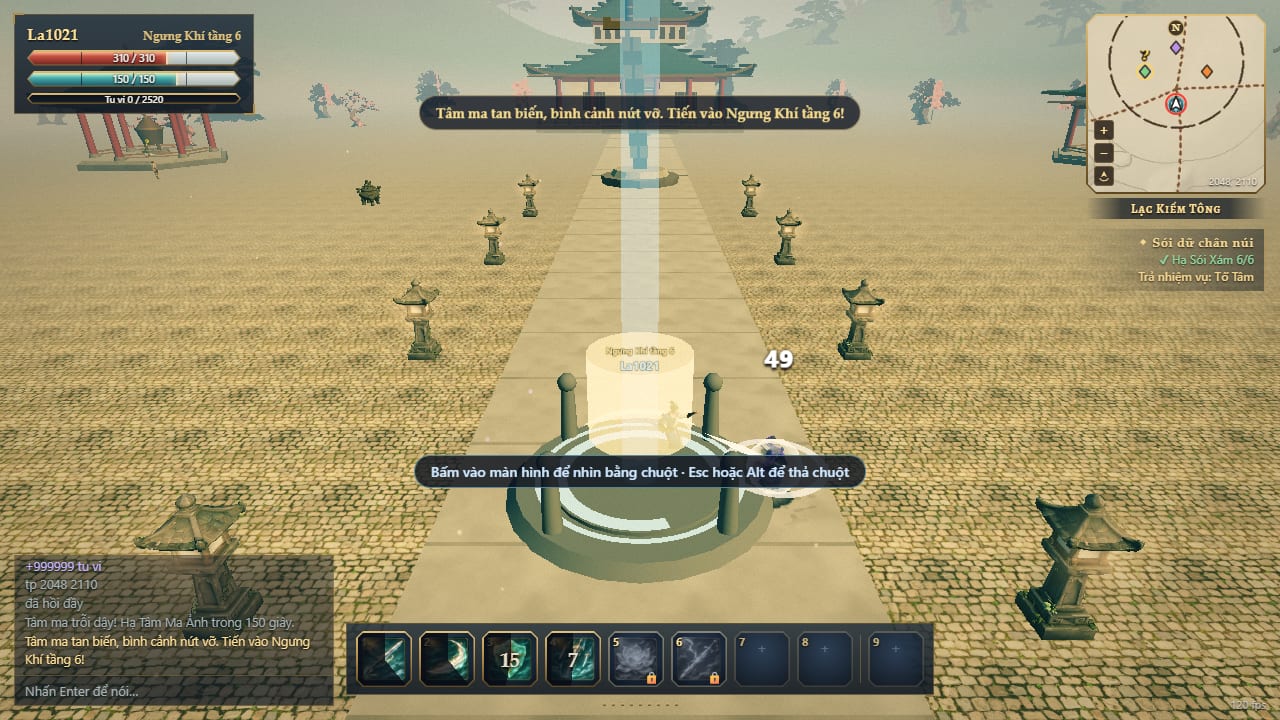 La1021
Ngưng Khí tầng 6
310 / 310
150 / 150
Tu vi 0 / 2520
Tâm ma tan biến, bình cảnh nứt vỡ. Tiến vào Ngưng Khí tầng 6!
N
+
−
2048, 2110
Lạc Kiếm Tông
Sói dữ chân núi
✓ Hạ Sói Xám 6/6
Trả nhiệm vụ: Tố Tâm
Ngưng Khí tầng 6
La1021
49
Bấm vào màn hình để nhìn bằng chuột · Esc hoặc Alt để thả chuột
+999999 tu vi
tp 2048 2110
đã hồi đầy
Tâm ma trỗi dậy! Hạ Tâm Ma Ảnh trong 150 giây.
Tâm ma tan biến, bình cảnh nứt vỡ. Tiến vào Ngưng
Khí tầng 6!
Nhấn Enter để nói...
2
15
7
5
6
7
+
8
+
9
+
120 fps